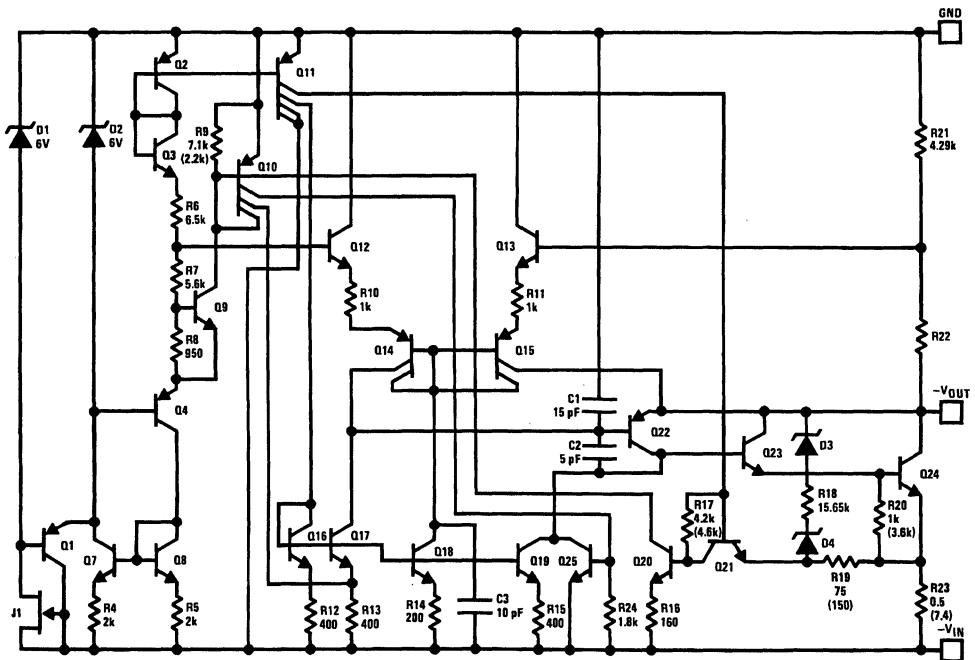 GND
Q2
Q11
D1
6V
D2
6V
R9
7.1k
(2.2k)
Q10
Q3
R21
4.29k
R6
6.5k
Q12
Q13
R7
5.6k
Q9
R10
1k
R11
1k
R8
950
Q14
Q15
R22
Q4
C1
15 pF
–VOUT
Q22
C2
5 pF
Q23
D3
Q24
R18
15.65k
R17
4.2k
(4.6k)
R20
1k
(3.6k)
Q1
Q7
Q8
Q16
Q17
Q18
Q19
Q25
Q20
Q21
D4
R19
75
(150)
J1
R4
2k
R5
2k
R12
400
R13
400
R14
200
C3
10 pF
R15
400
R24
1.8k
R16
160
R23
0.5
(7.4)
–VIN